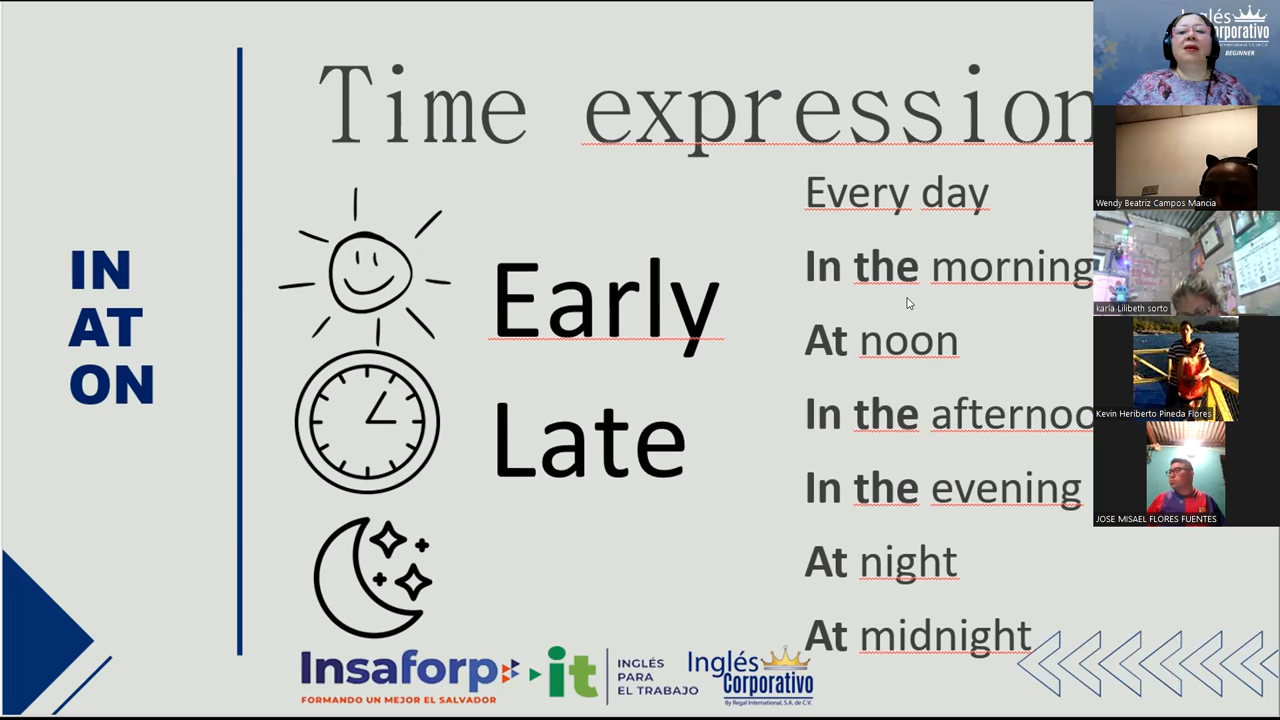 Time expression
Every day
In the morning
At noon
In the afternoo
In the evening
At night
At midnight
Early
Late
IN
AT
ON
Insaforp
FORMANDO UN MEJOR EL SALVADOR
it
INGLÉS
PARA
EL TRABAJO
Inglés
Corporativo
By Regal International, S.A. de C.V.
BEGINNER
Wendy Beatriz Campos Mancia
karla Lilibeth sorto
Kevin Heriberto Pineda Flores
JOSE MISAEL FLORES FUENTES